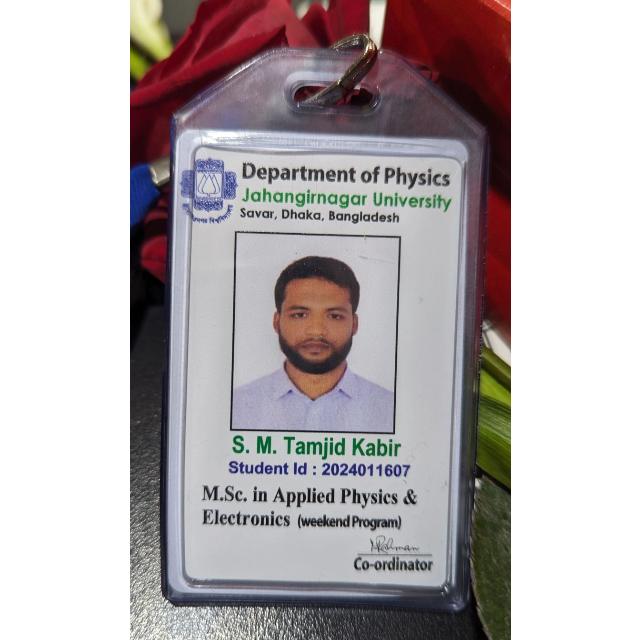 Department of Physics
Jahangirnagar University
Savar, Dhaka, Bangladesh
S. M. Tamjid Kabir
Student Id : 2024011607
M.Sc. in Applied Physics &
Electronics (weekend Program)
Co-ordinator